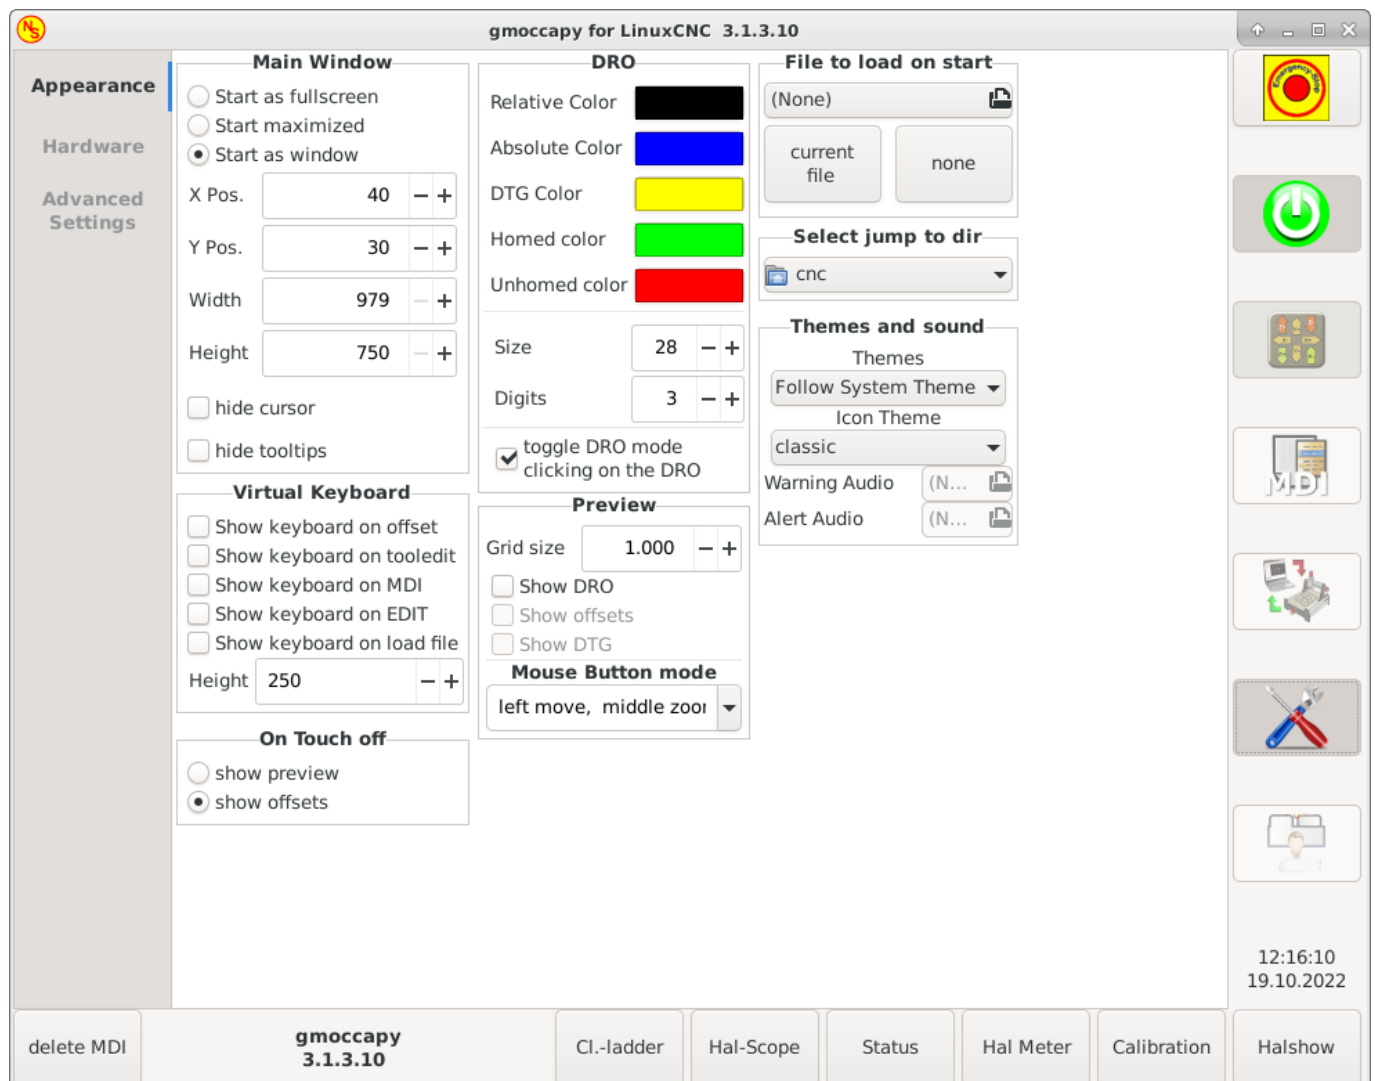 NS
gmoccapy for LinuxCNC 3.1.3.10
Appearance
Hardware
Advanced
Settings
Main Window
Start as fullscreen
Start maximized
Start as window
X Pos. 40
Y Pos. 30
Width 979
Height 750
hide cursor
hide tooltips
Virtual Keyboard
Show keyboard on offset
Show keyboard on tooledit
Show keyboard on MDI
Show keyboard on EDIT
Show keyboard on load file
Height 250
On Touch off
show preview
show offsets
DRO
Relative Color
Absolute Color
DTG Color
Homed color
Unhomed color
Size 28
Digits 3
toggle DRO mode
clicking on the DRO
Preview
Grid size 1.000
Show DRO
Show offsets
Show DTG
Mouse Button mode
left move, middle zoor
File to load on start
(None)
current
file
none
Select jump to dir
cnc
Themes and sound
Themes
Follow System Theme
Icon Theme
classic
Warning Audio (N...
Alert Audio (N...
Emergency-Stop
MDI
12:16:10
19.10.2022
delete MDI
gmoccapy
3.1.3.10
Cl.-ladder
Hal-Scope
Status
Hal Meter
Calibration
Halshow